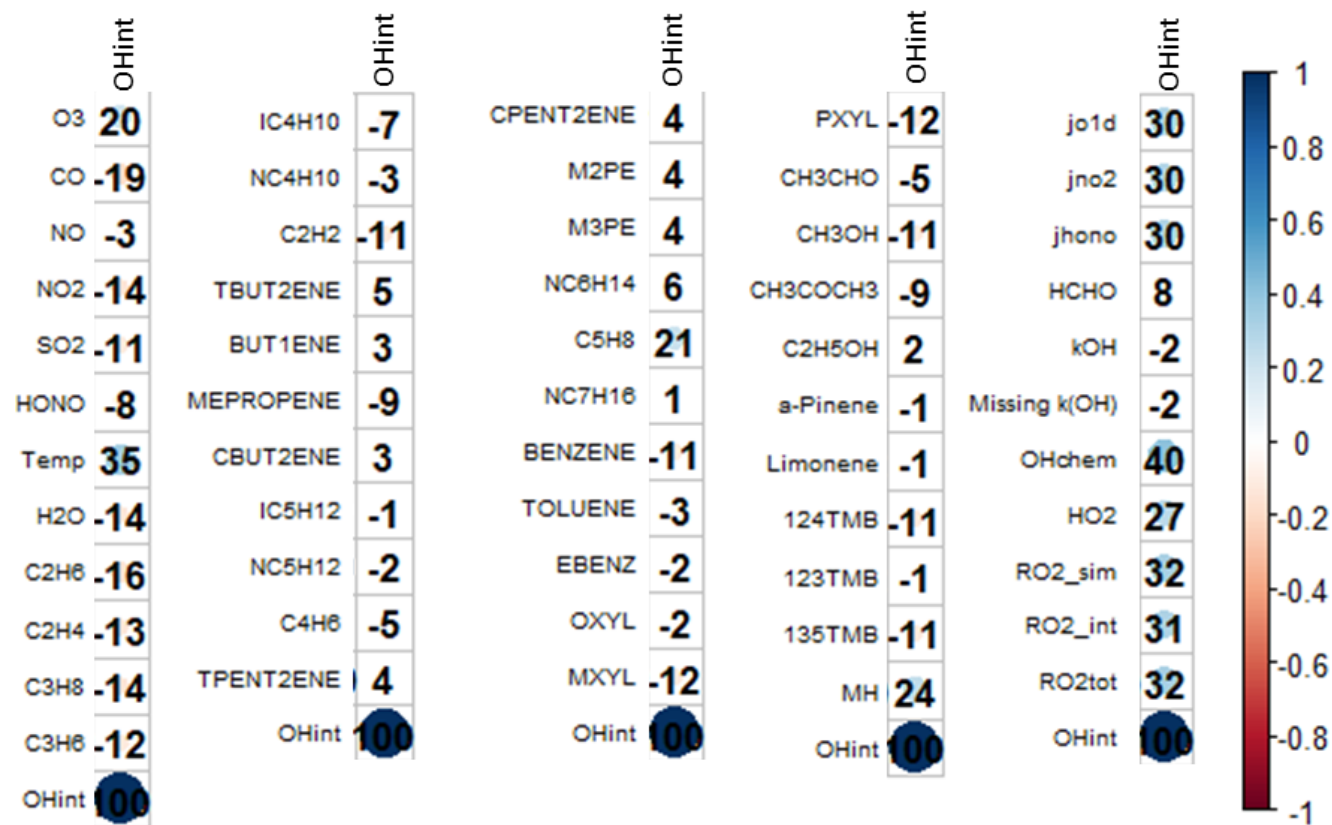 OHint
O3 20
CO -19
NO -3
NO2 -14
SO2 -11
HONO -8
Temp 35
H2O -14
C2H6 -16
C2H4 -13
C3H8 -14
C3H6 -12
OHint 100
OHint
IC4H10 -7
NC4H10 -3
C2H2 -11
TBUT2ENE 5
BUT1ENE 3
MEPROPENE -9
CBUT2ENE 3
IC5H12 -1
NC5H12 -2
C4H6 -5
TPENT2ENE 4
OHint 100
OHint
CPENT2ENE 4
M2PE 4
M3PE 4
NC6H14 6
C5H8 21
NC7H16 1
BENZENE -11
TOLUENE -3
EBENZ -2
OXYL -2
MXYL -12
OHint 100
OHint
PXYL -12
CH3CHO -5
CH3OH -11
CH3COCH3 -9
C2H5OH 2
a-Pinene -1
Limonene -1
124TMB -11
123TMB -1
135TMB -11
MH 24
OHint 100
OHint
jo1d 30
jno2 30
jhono 30
HCHO 8
kOH -2
Missing k(OH) -2
OHchem 40
HO2 27
RO2_sim 32
RO2_int 31
RO2tot 32
OHint 100
1
0.8
0.6
0.4
0.2
0
-0.2
-0.4
-0.6
-0.8
-1